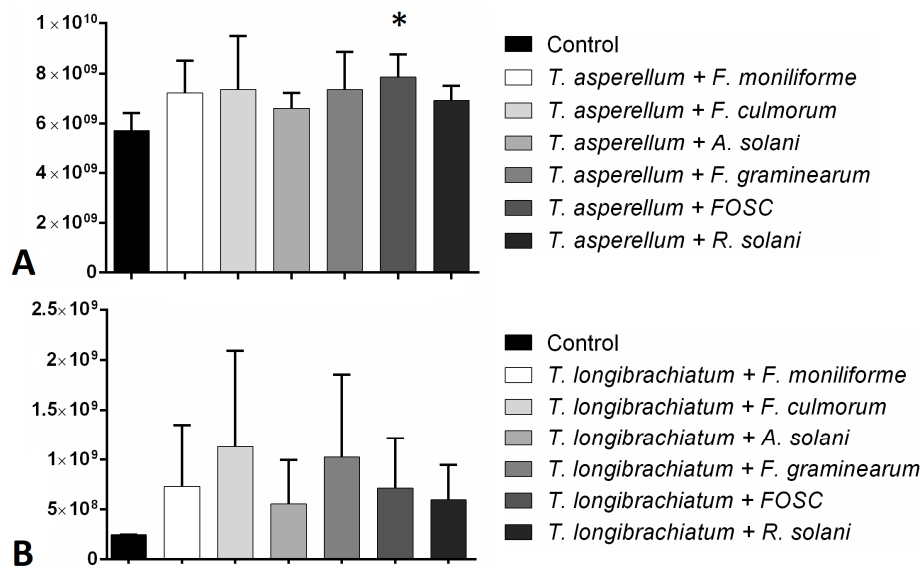 *
1 × 10¹⁰
8 × 10⁰⁹
6 × 10⁰⁹
4 × 10⁰⁹
2 × 10⁰⁹
0
A
Control
T. asperellum + F. moniliforme
T. asperellum + F. culmorum
T. asperellum + A. solani
T. asperellum + F. graminearum
T. asperellum + FOSC
T. asperellum + R. solani
2.5× 10⁹
2× 10⁹
1.5× 10⁹
1× 10⁹
5× 10⁸
0
B
Control
T. longibrachiatum + F. moniliforme
T. longibrachiatum + F. culmorum
T. longibrachiatum + A. solani
T. longibrachiatum + F. graminearum
T. longibrachiatum + FOSC
T. longibrachiatum + R. solani